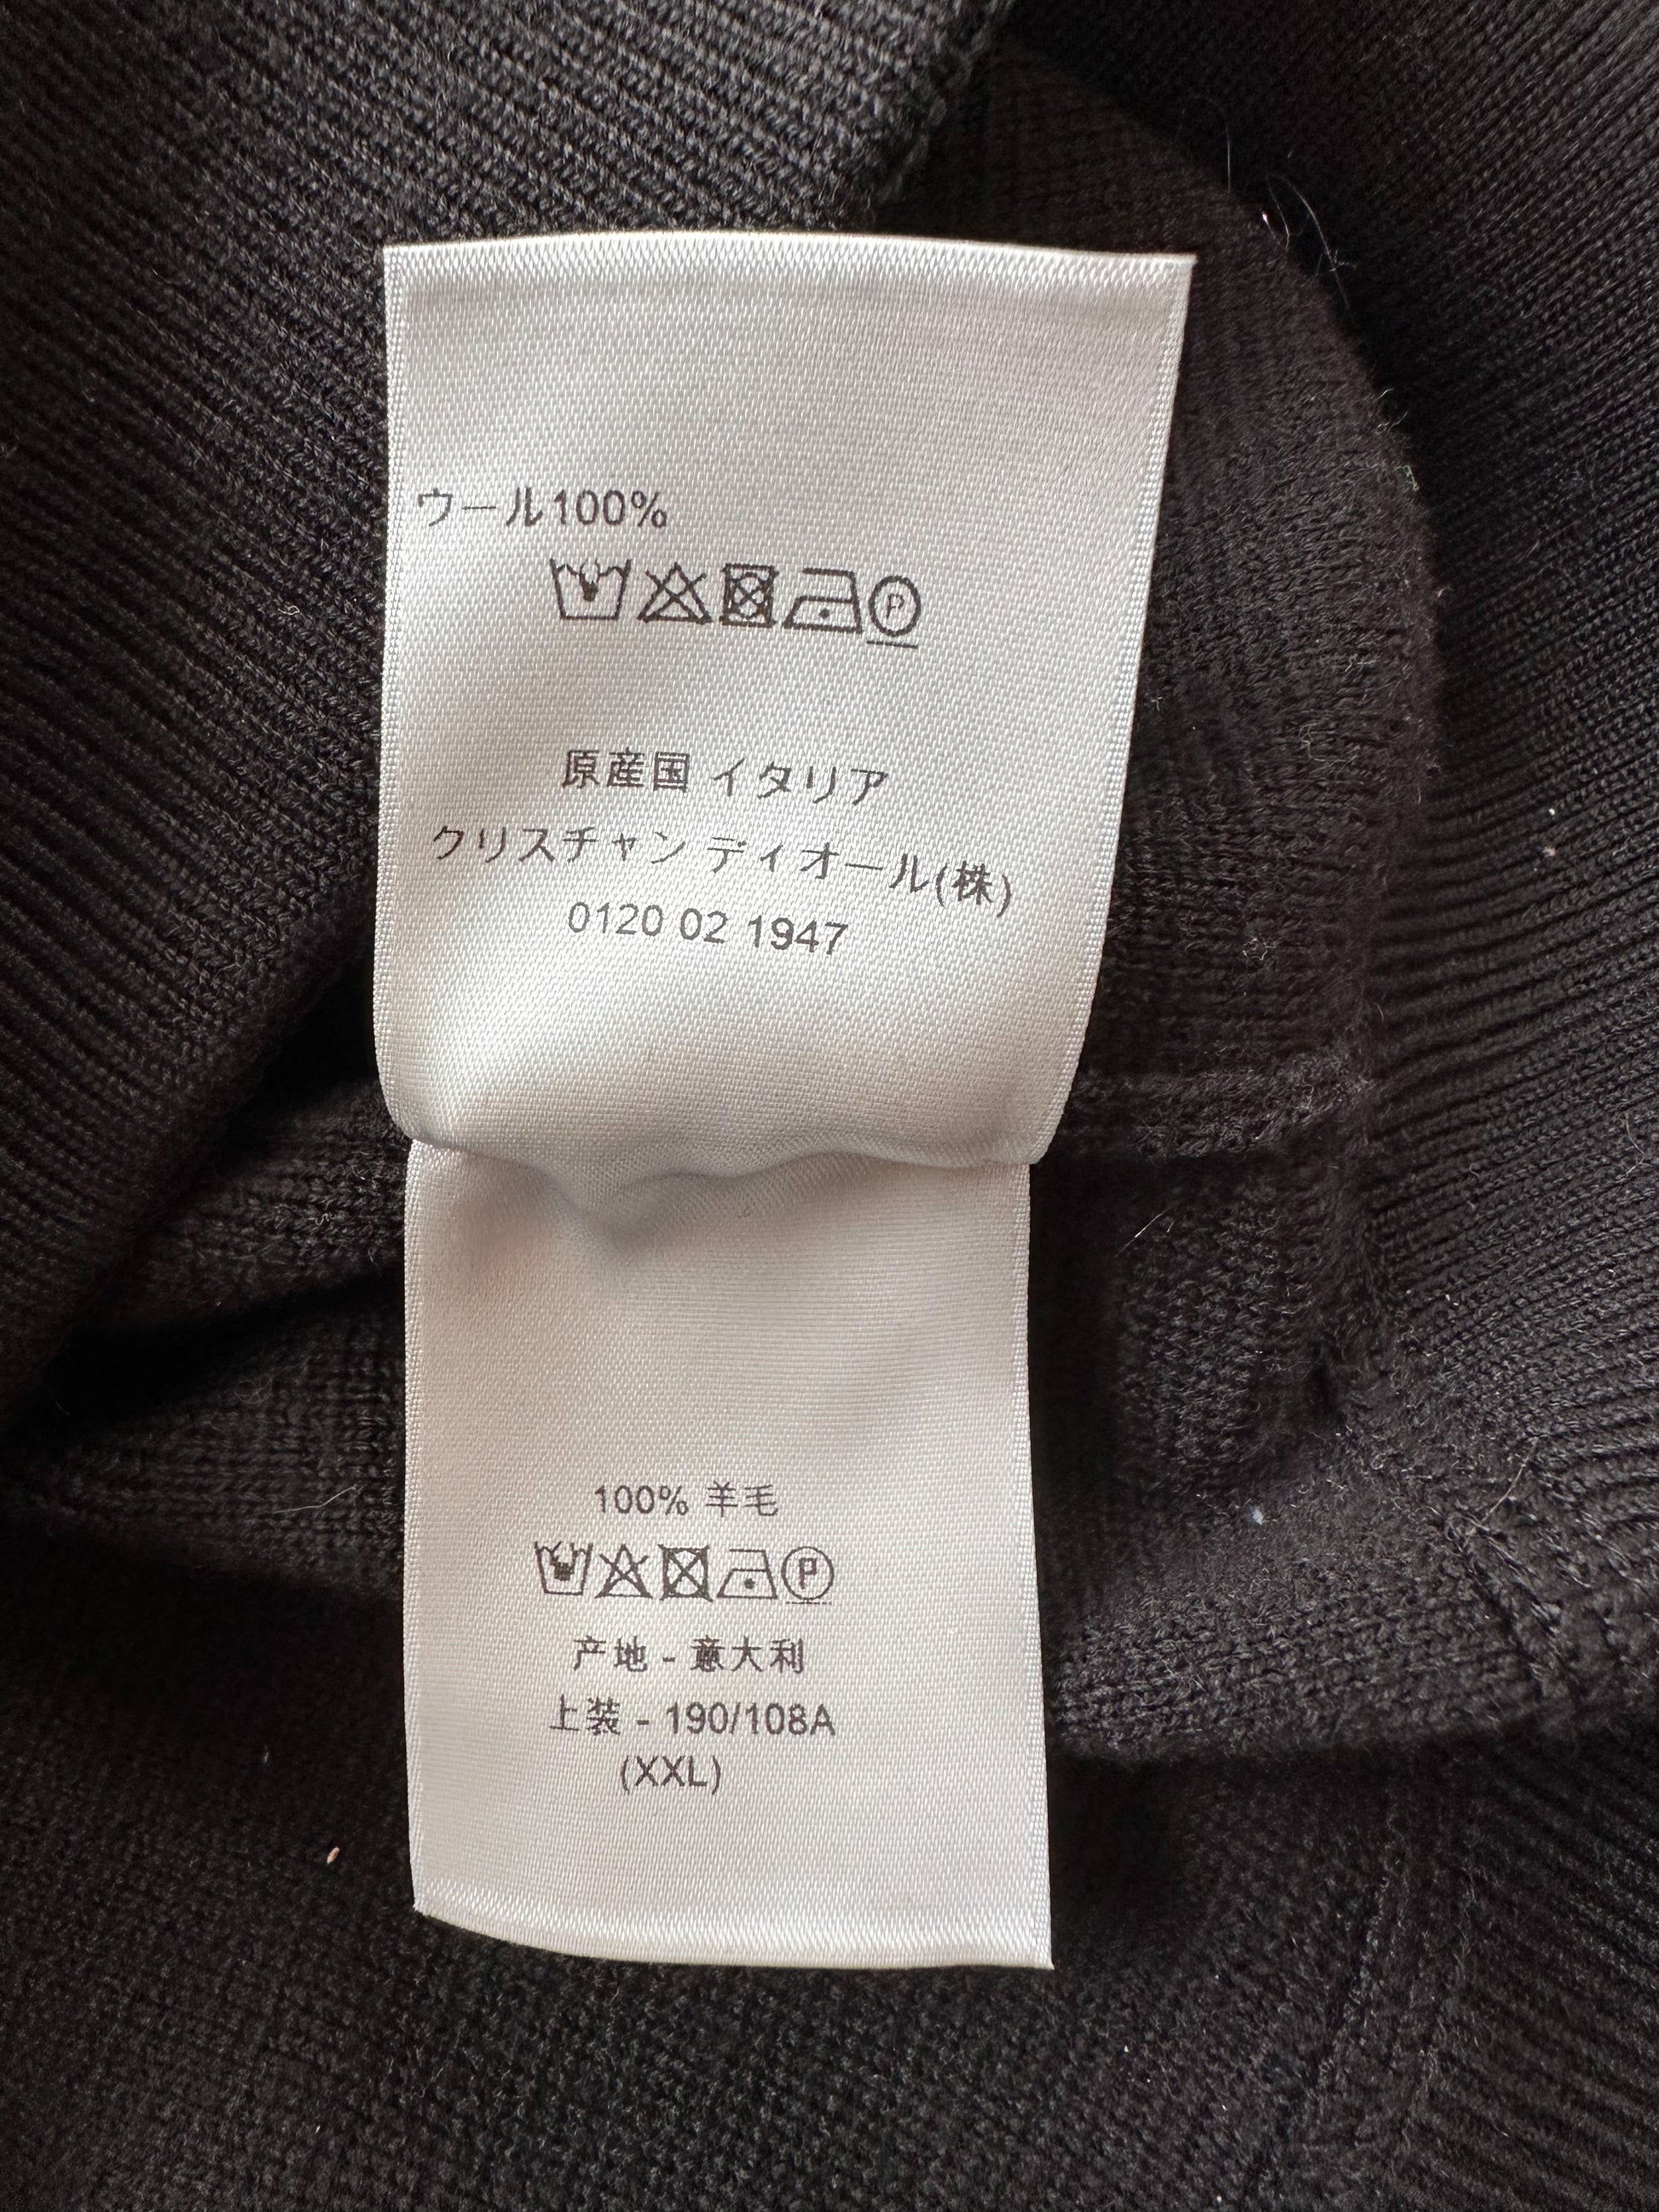 ウール100%
P
原産国 イタリア
クリスチャン ディオール(株)
0120 02 1947
100% 羊毛
P
产地 - 意大利
上装 - 190/108A
(XXL)